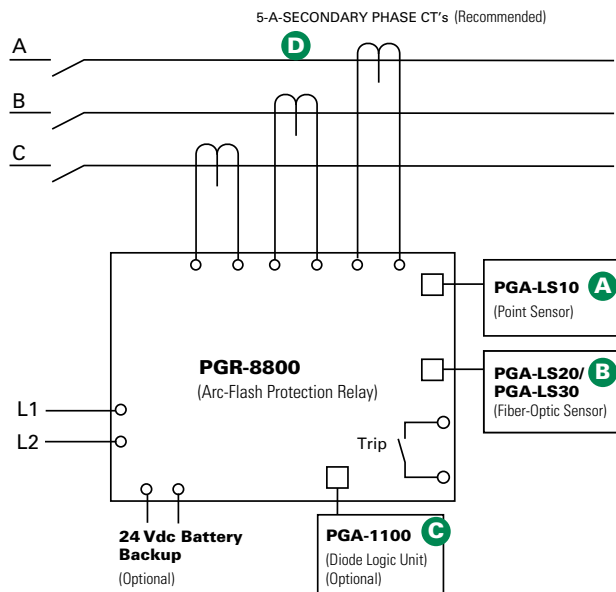 5-A-SECONDARY PHASE CT's (Recommended)
D
A
B
C
PGA-LS10 A
(Point Sensor)
PGR-8800
(Arc-Flash Protection Relay)
PGA-LS20/ B
PGA-LS30
(Fiber-Optic Sensor)
L1
L2
Trip
24 Vdc Battery
Backup
(Optional)
PGA-1100 C
(Diode Logic Unit)
(Optional)